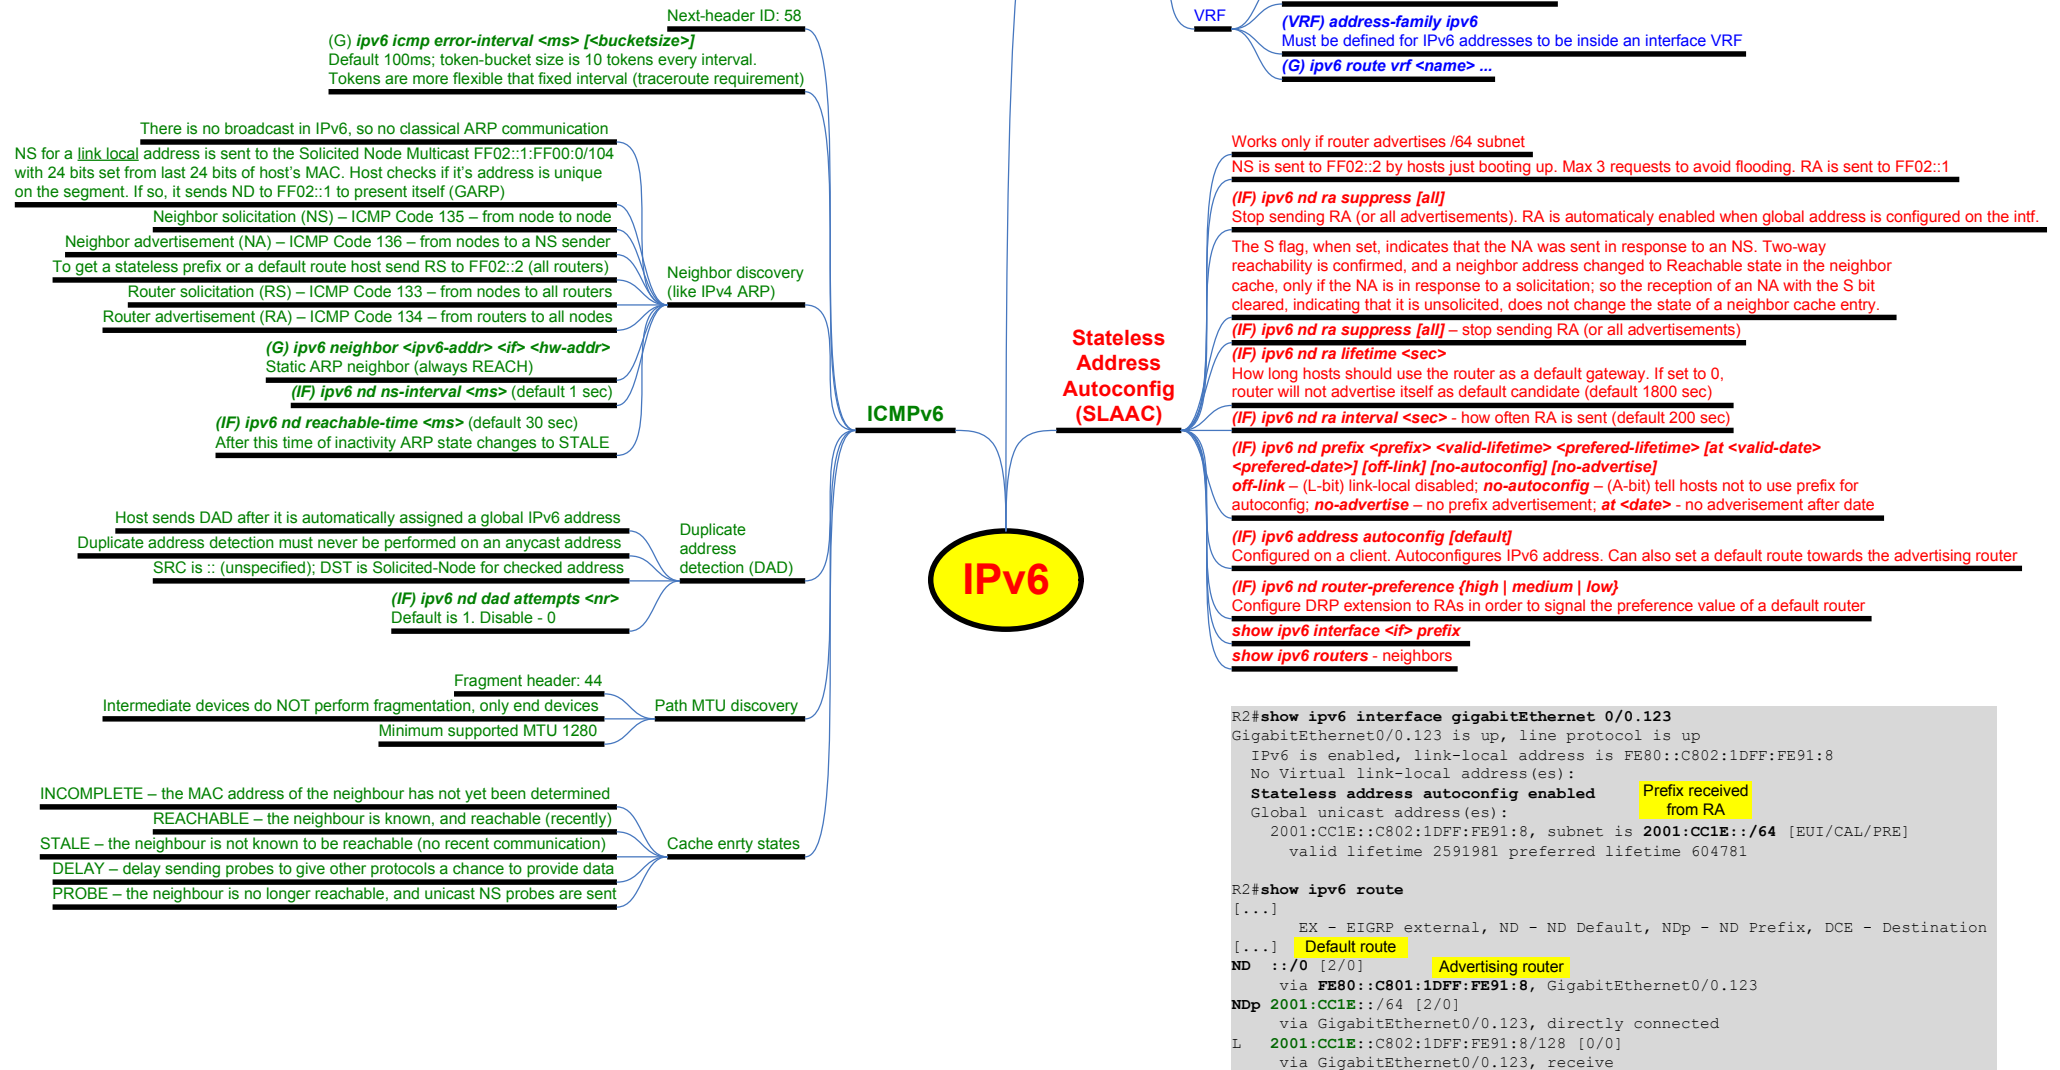 Next-header ID: 58
(G) ipv6 icmp error-interval <ms> [<bucketsize>]
Default 100ms; token-bucket size is 10 tokens every interval.
Tokens are more flexible that fixed interval (traceroute requirement)
There is no broadcast in IPv6, so no classical ARP communication
NS for a link local address is sent to the Solicited Node Multicast FF02::1:FF00:0/104
with 24 bits set from last 24 bits of host's MAC. Host checks if it's address is unique
on the segment. If so, it sends ND to FF02::1 to present itself (GARP)
Neighbor solicitation (NS) – ICMP Code 135 – from node to node
Neighbor advertisement (NA) – ICMP Code 136 – from nodes to a NS sender
To get a stateless prefix or a default route host send RS to FF02::2 (all routers)
Router solicitation (RS) – ICMP Code 133 – from nodes to all routers
Router advertisement (RA) – ICMP Code 134 – from routers to all nodes
(G) ipv6 neighbor <ipv6-addr> <if> <hw-addr>
Static ARP neighbor (always REACH)
(IF) ipv6 nd ns-interval <ms> (default 1 sec)
(IF) ipv6 nd reachable-time <ms> (default 30 sec)
After this time of inactivity ARP state changes to STALE
Neighbor discovery
(like IPv4 ARP)
Host sends DAD after it is automatically assigned a global IPv6 address
Duplicate address detection must never be performed on an anycast address
SRC is :: (unspecified); DST is Solicited-Node for checked address
(IF) ipv6 nd dad attempts <nr>
Default is 1. Disable - 0
Duplicate
address
detection (DAD)
Fragment header: 44
Intermediate devices do NOT perform fragmentation, only end devices
Minimum supported MTU 1280
Path MTU discovery
INCOMPLETE – the MAC address of the neighbour has not yet been determined
REACHABLE – the neighbour is known, and reachable (recently)
STALE – the neighbour is not known to be reachable (no recent communication)
DELAY – delay sending probes to give other protocols a chance to provide data
PROBE – the neighbour is no longer reachable, and unicast NS probes are sent
Cache enrty states
ICMPv6
IPv6
VRF
(VRF) address-family ipv6
Must be defined for IPv6 addresses to be inside an interface VRF
(G) ipv6 route vrf <name> ...
Stateless
Address
Autoconfig
(SLAAC)
Works only if router advertises /64 subnet
NS is sent to FF02::2 by hosts just booting up. Max 3 requests to avoid flooding. RA is sent to FF02::1
(IF) ipv6 nd ra suppress [all]
Stop sending RA (or all advertisements). RA is automaticaly enabled when global address is configured on the intf.
The S flag, when set, indicates that the NA was sent in response to an NS. Two-way
reachability is confirmed, and a neighbor address changed to Reachable state in the neighbor
cache, only if the NA is in response to a solicitation; so the reception of an NA with the S bit
cleared, indicating that it is unsolicited, does not change the state of a neighbor cache entry.
(IF) ipv6 nd ra suppress [all] – stop sending RA (or all advertisements)
(IF) ipv6 nd ra lifetime <sec>
How long hosts should use the router as a default gateway. If set to 0,
router will not advertise itself as default candidate (default 1800 sec)
(IF) ipv6 nd ra interval <sec> - how often RA is sent (default 200 sec)
(IF) ipv6 nd prefix <prefix> <valid-lifetime> <prefered-lifetime> [at <valid-date>
<prefered-date>] [off-link] [no-autoconfig] [no-advertise]
off-link – (L-bit) link-local disabled; no-autoconfig – (A-bit) tell hosts not to use prefix for
autoconfig; no-advertise – no prefix advertisement; at <date> - no adverisement after date
(IF) ipv6 address autoconfig [default]
Configured on a client. Autoconfigures IPv6 address. Can also set a default route towards the advertising router
(IF) ipv6 nd router-preference {high | medium | low}
Configure DRP extension to RAs in order to signal the preference value of a default router
show ipv6 interface <if> prefix
show ipv6 routers - neighbors
R2#show ipv6 interface gigabitEthernet 0/0.123
GigabitEthernet0/0.123 is up, line protocol is up
IPv6 is enabled, link-local address is FE80::C802:1DFF:FE91:8
No Virtual link-local address(es):
Stateless address autoconfig enabled
Prefix received
from RA
Global unicast address(es):
2001:CC1E::C802:1DFF:FE91:8, subnet is 2001:CC1E::/64 [EUI/CAL/PRE]
valid lifetime 2591981 preferred lifetime 604781
R2#show ipv6 route
[...]
EX - EIGRP external, ND - ND Default, NDp - ND Prefix, DCE - Destination
[...] Default route
ND ::/0 [2/0] Advertising router
via FE80::C801:1DFF:FE91:8, GigabitEthernet0/0.123
NDp 2001:CC1E::/64 [2/0]
via GigabitEthernet0/0.123, directly connected
L 2001:CC1E::C802:1DFF:FE91:8/128 [0/0]
via GigabitEthernet0/0.123, receive